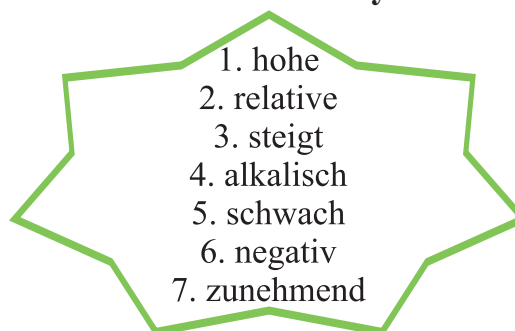 1. hohe
2. relative
3. steigt
4. alkalisch
5. schwach
6. negativ
7. zunehmend